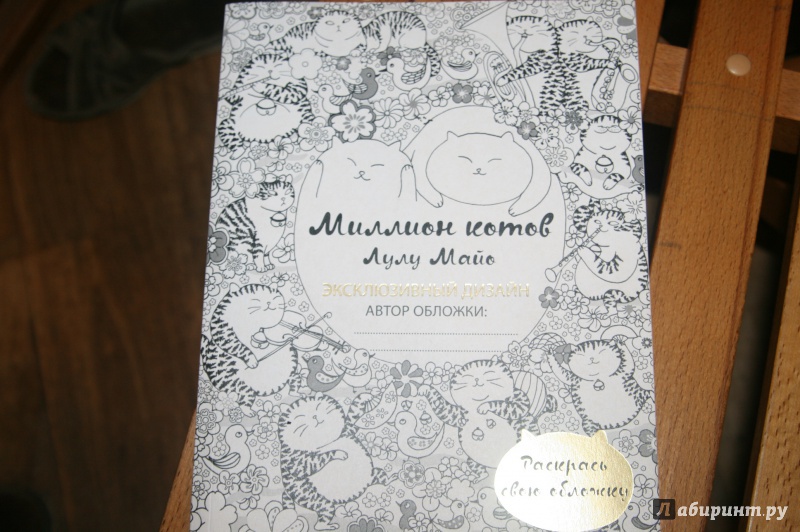 Миллион котов
Лулу Майо
ЭКСКЛЮЗИВНЫЙ ДИЗАЙН
АВТОР ОБЛОЖКИ:
Раскрась
свою обложку
Лабиринт.ру